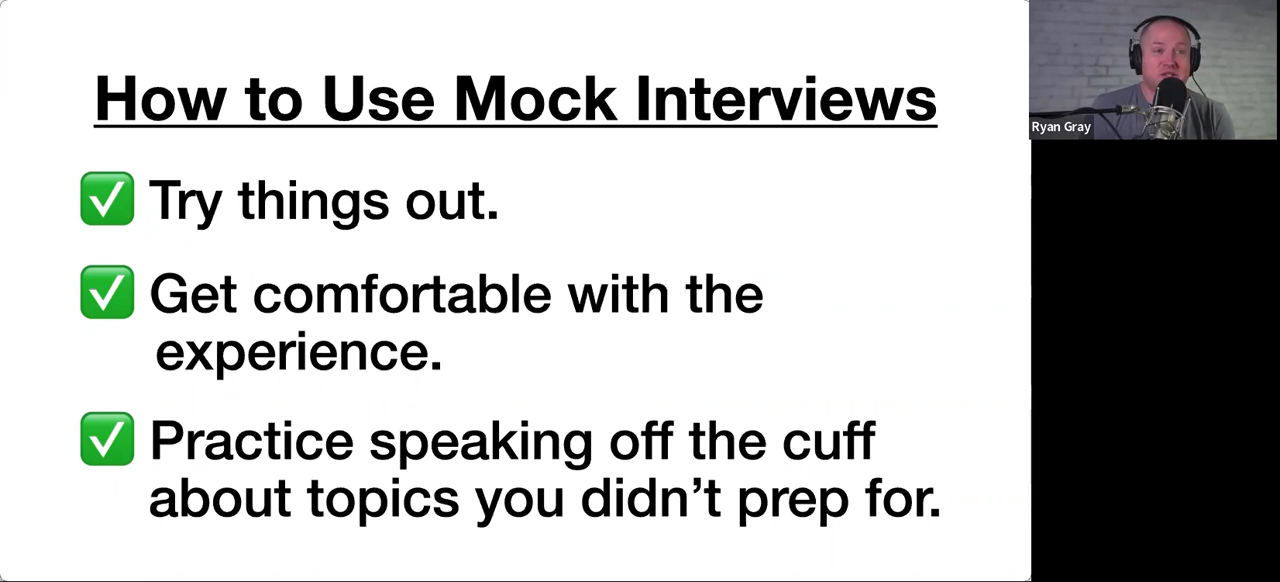 How to Use Mock Interviews
✅ Try things out.
✅ Get comfortable with the
experience.
✅ Practice speaking off the cuff
about topics you didn’t prep for.
Ryan Gray